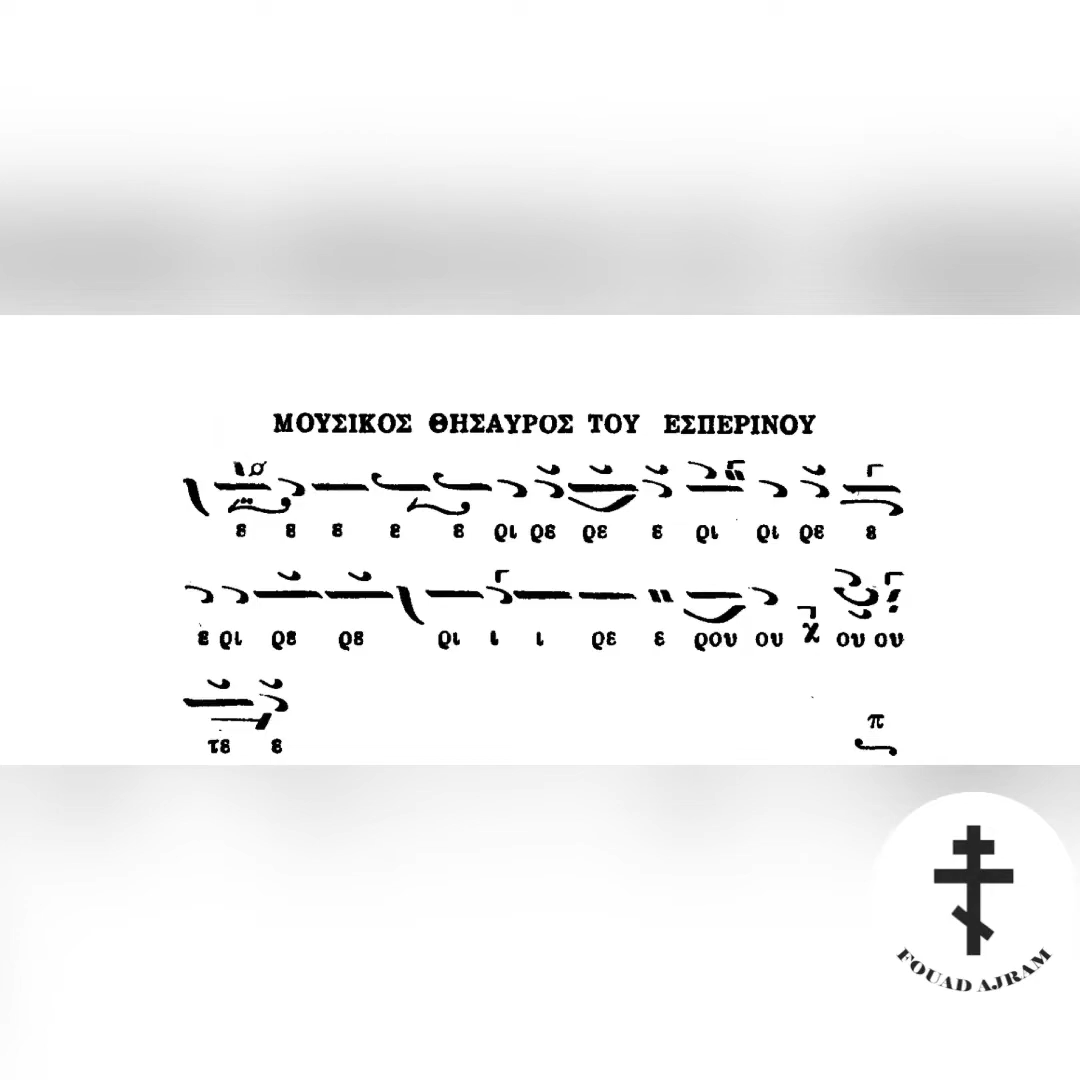 ΜΟΥΣΙΚΟΣ ΘΗΣΑΥΡΟΣ ΤΟΥ ΕΣΠΕΡΙΝΟΥ
ε ε ε ε ε ϱι ϱε ϱε ε ϱι ϱι ϱε ε
ε ϱι ϱε ϱε ϱι ι ι ϱε ε ϱου ου χ ου ου
τε ε π
FOUAD AJRAM